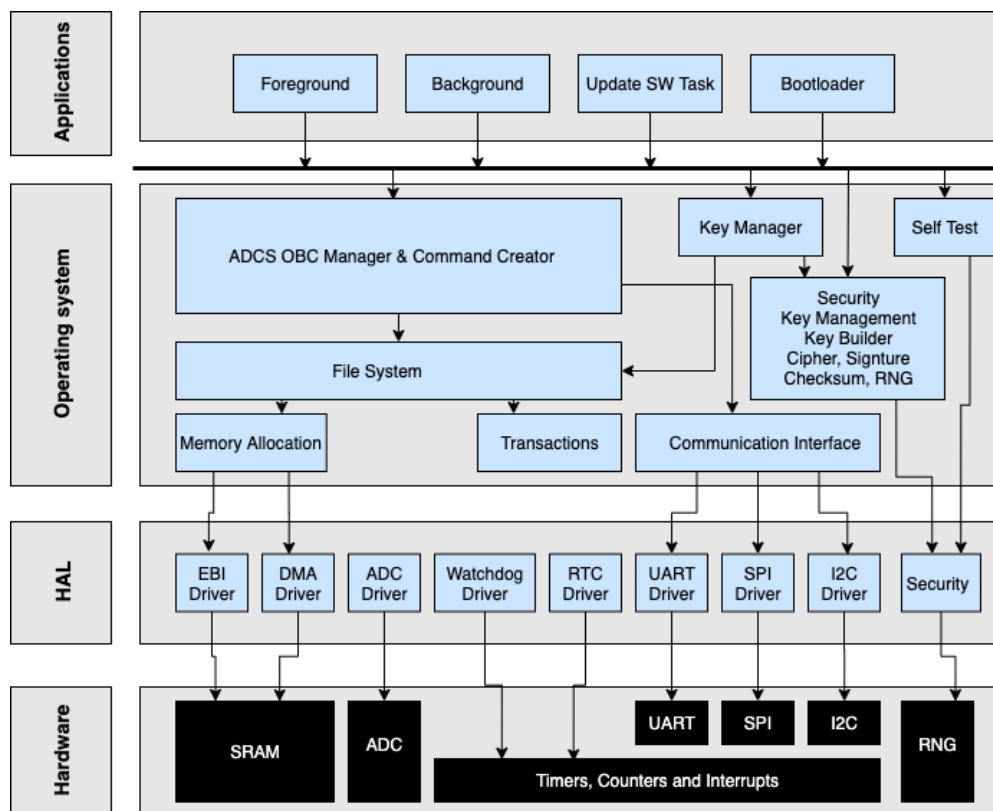 Applications
Foreground
Background
Update SW Task
Bootloader
Operating system
ADCS OBC Manager & Command Creator
Key Manager
Self Test
Security
Key Management
Key Builder
Cipher, Signture
Checksum, RNG
File System
Memory Allocation
Transactions
Communication Interface
HAL
EBI
Driver
DMA
Driver
ADC
Driver
Watchdog
Driver
RTC
Driver
UART
Driver
SPI
Driver
I2C
Driver
Security
Hardware
SRAM
ADC
UART
SPI
I2C
RNG
Timers, Counters and Interrupts